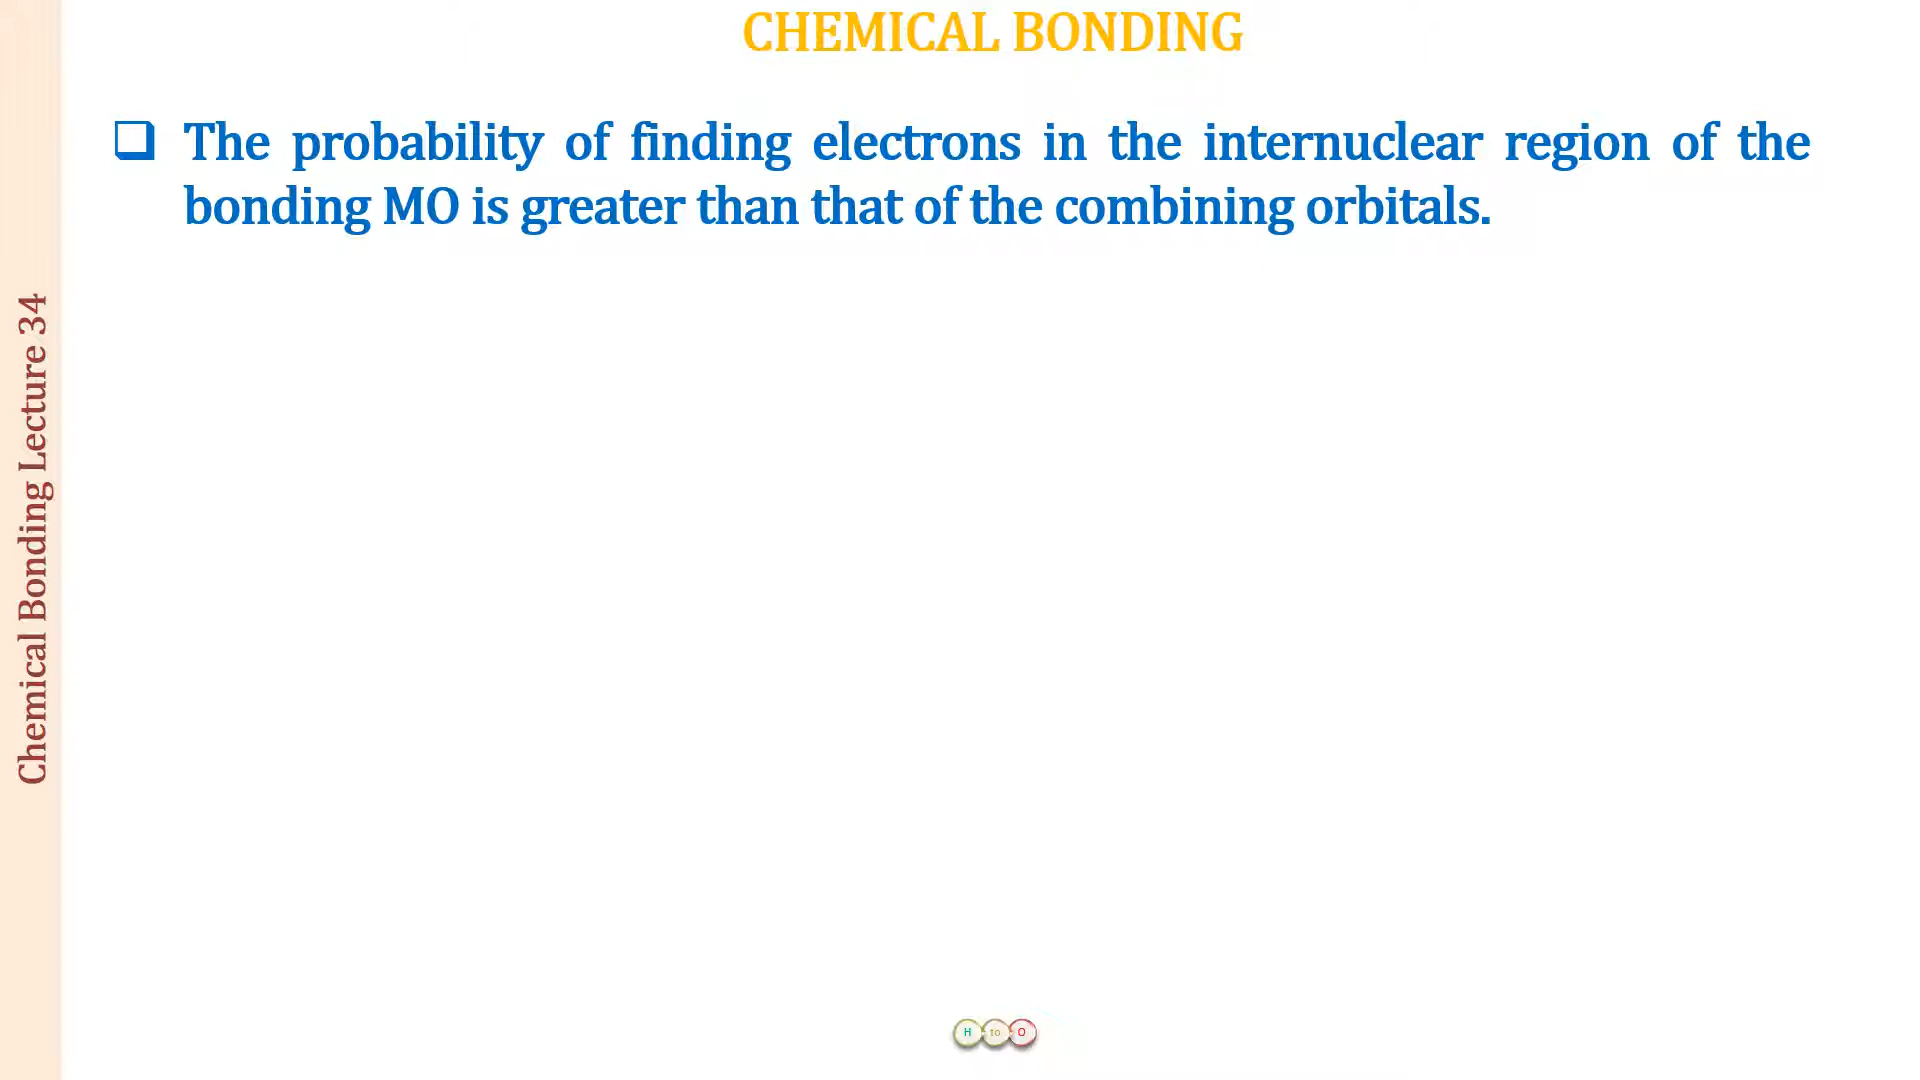 CHEMICAL BONDING
❑ The probability of finding electrons in the internuclear region of the
bonding MO is greater than that of the combining orbitals.
Chemical Bonding Lecture 34
H to O